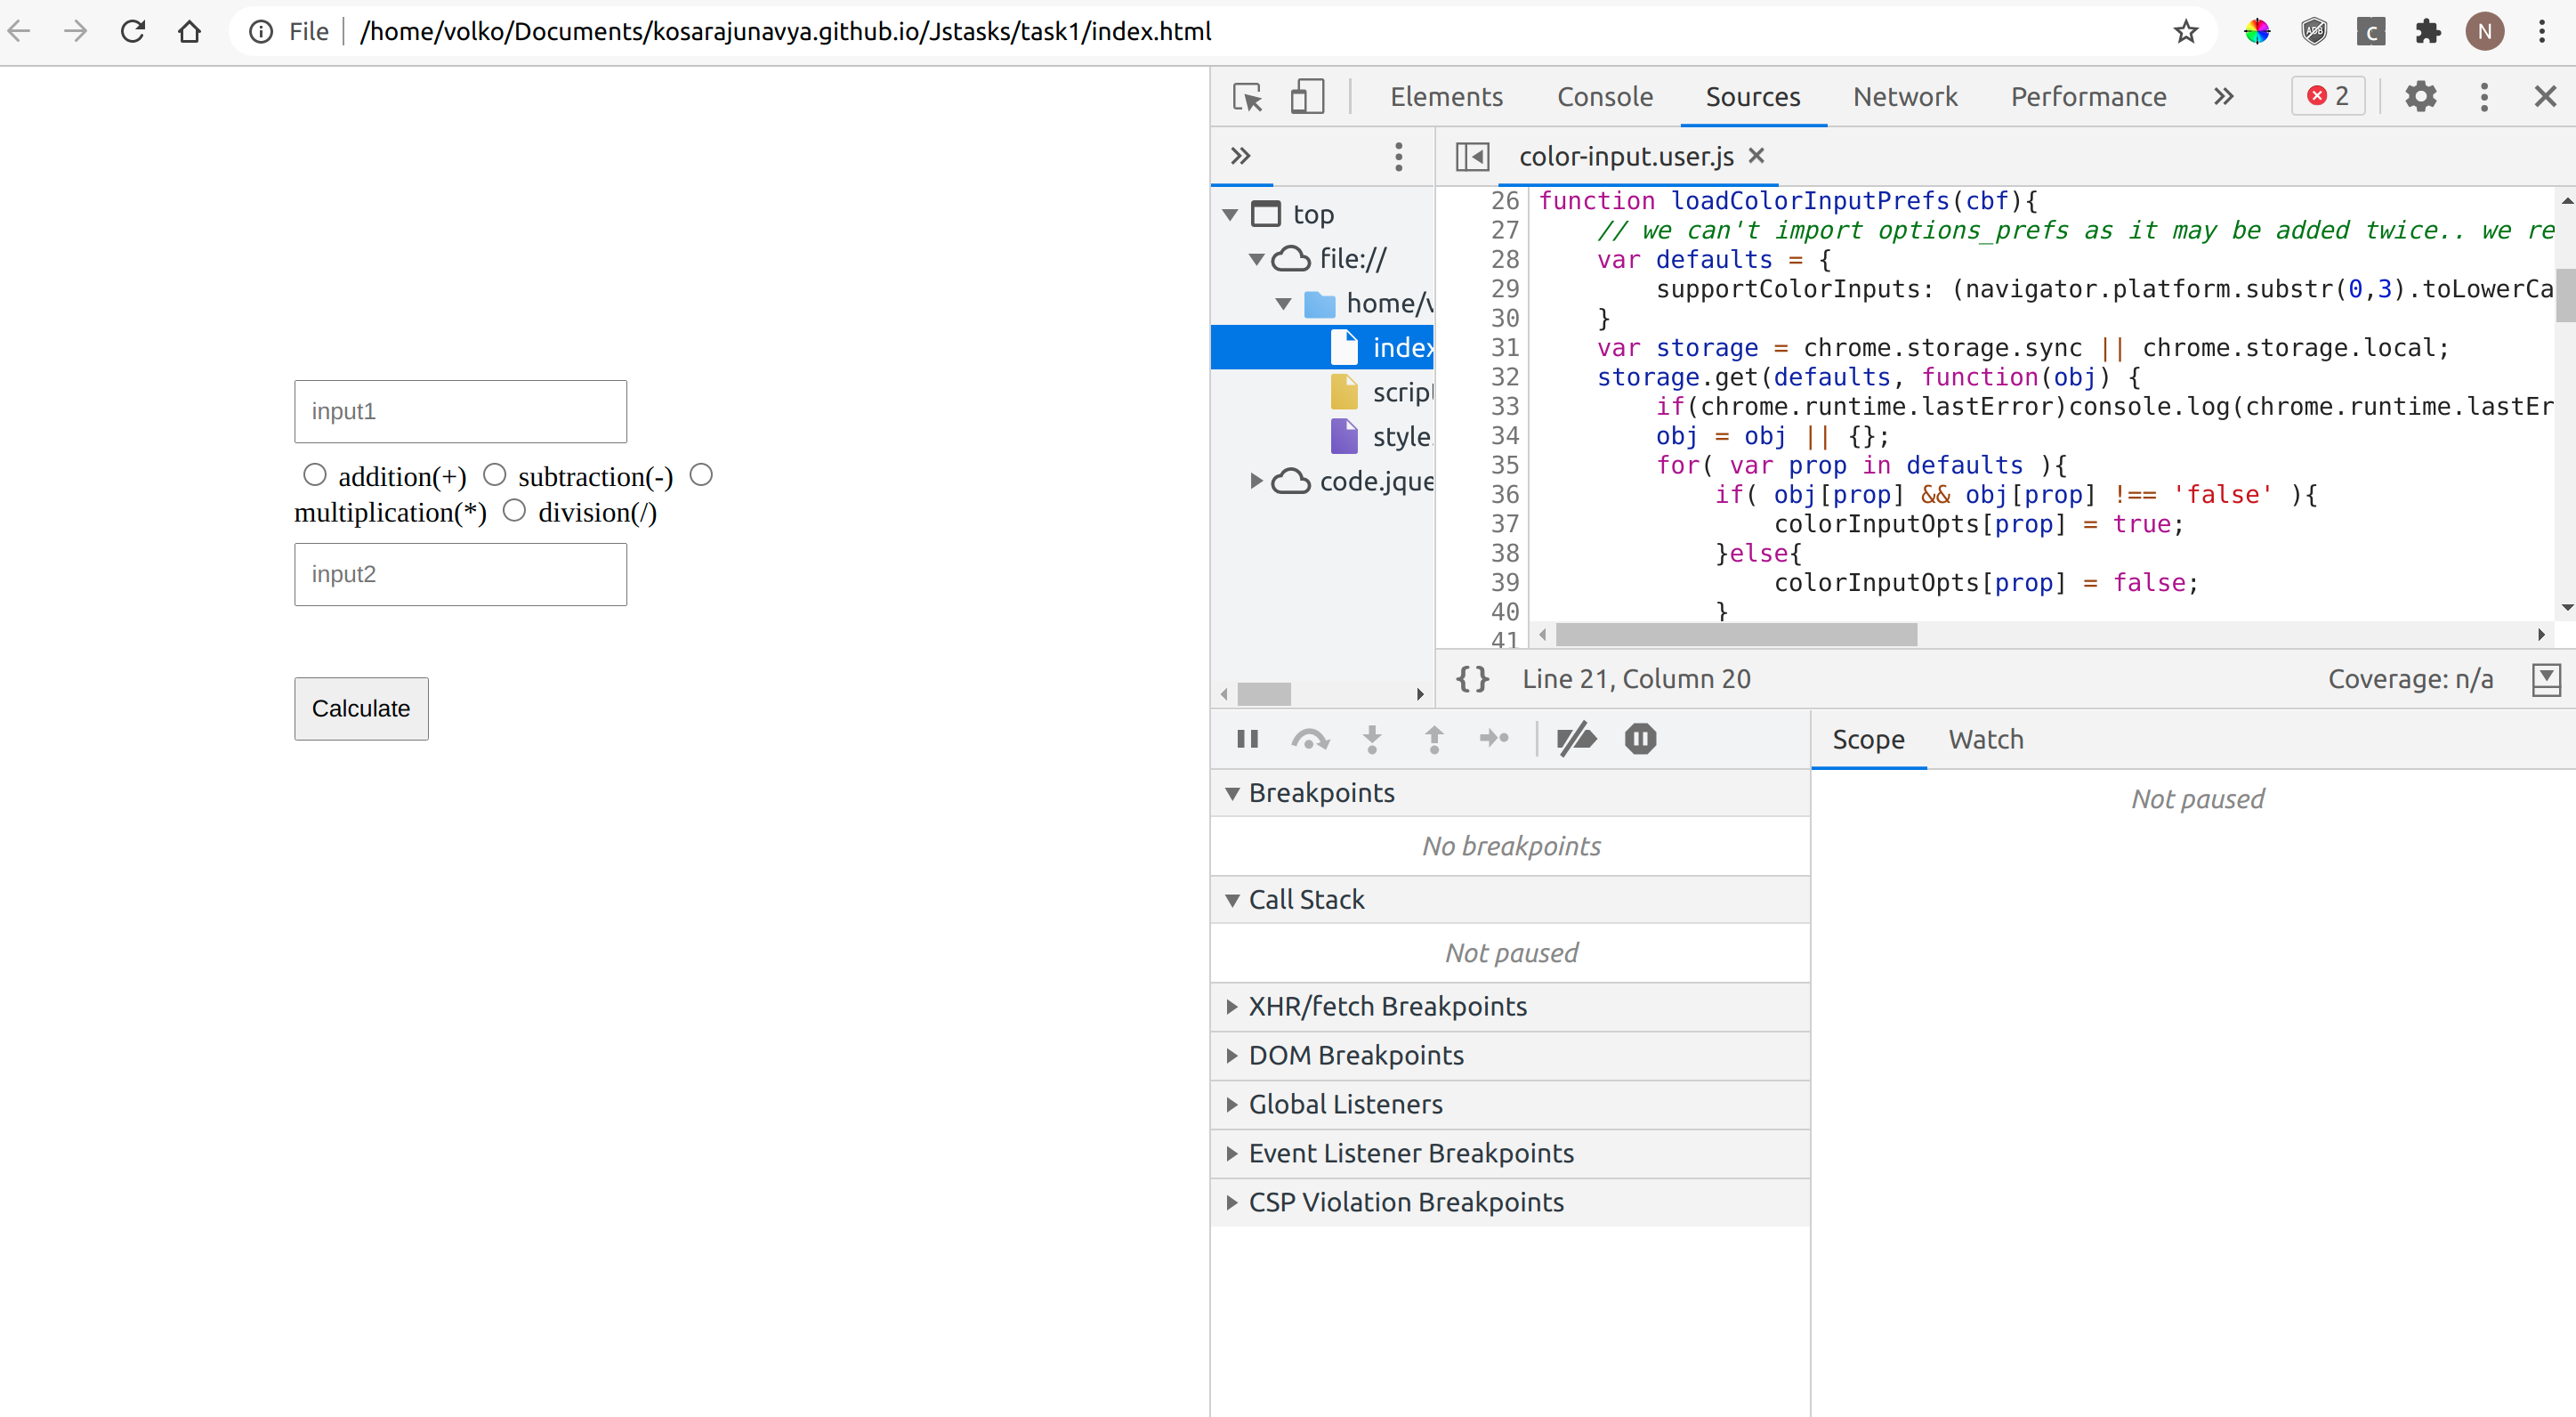 File /home/volko/Documents/kosarajunavya.github.io/Jstasks/task1/index.html
ABP
C
N
Elements Console Sources Network Performance 2
color-input.user.js
top
file://
home/v
index
script
style.
code.jque
26 function loadColorInputPrefs(cbf){
27 // we can't import options_prefs as it may be added twice.. we re
28 var defaults = {
29 supportColorInputs: (navigator.platform.substr(0,3).toLowerCa
30 }
31 var storage = chrome.storage.sync || chrome.storage.local;
32 storage.get(defaults, function(obj) {
33 if(chrome.runtime.lastError)console.log(chrome.runtime.lastEr
34 obj = obj || {};
35 for( var prop in defaults ){
36 if( obj[prop] && obj[prop] !== 'false' ){
37 colorInputOpts[prop] = true;
38 }else{
39 colorInputOpts[prop] = false;
40 }
41
{} Line 21, Column 20 Coverage: n/a
input1
addition(+) subtraction(-)
multiplication(*) division(/)
input2
Calculate
Scope Watch
Not paused
Breakpoints
No breakpoints
Call Stack
Not paused
XHR/fetch Breakpoints
DOM Breakpoints
Global Listeners
Event Listener Breakpoints
CSP Violation Breakpoints